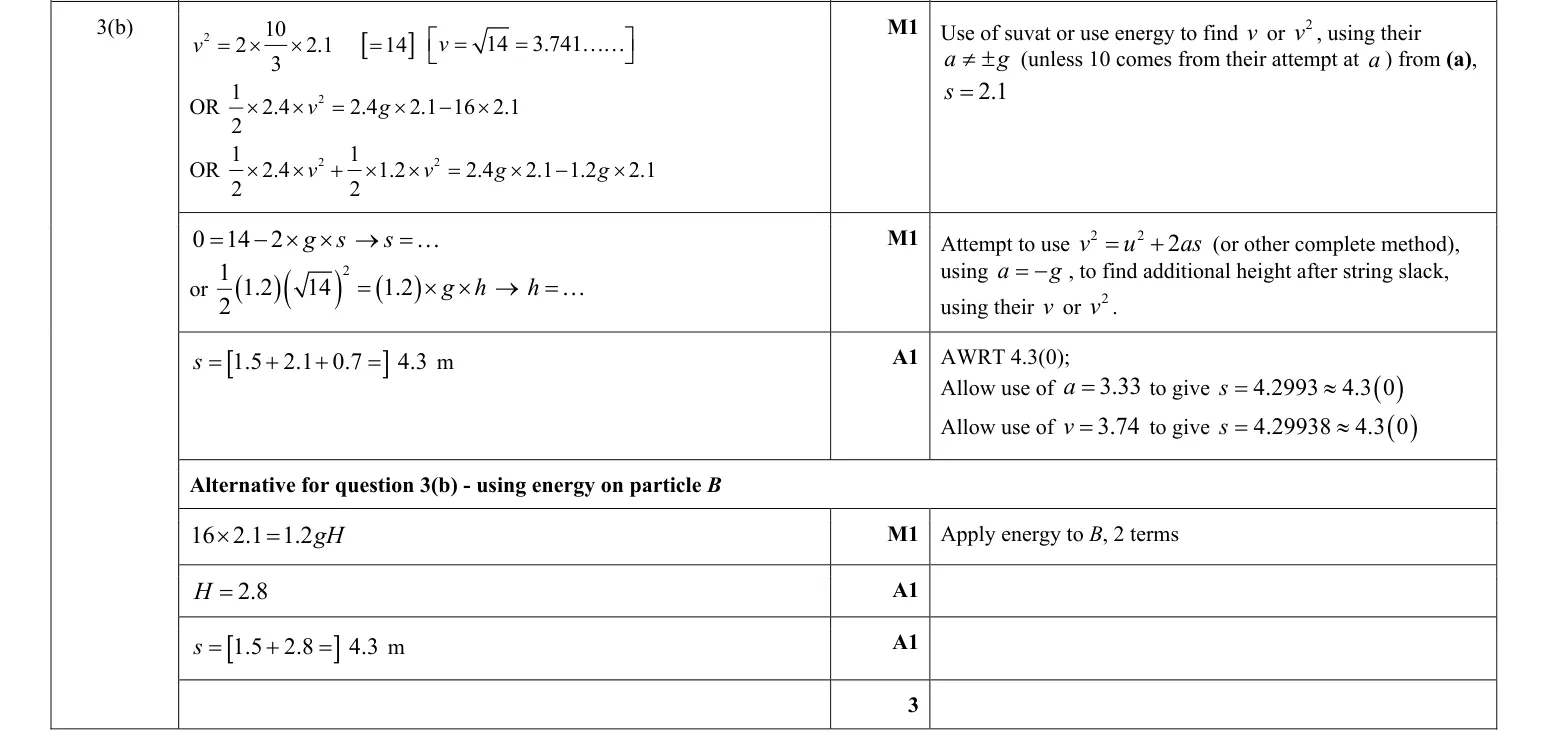 3(b)
v² = 2 × 10/3 × 2.1 [= 14] [v = √14 = 3.741……]
OR 1/2 × 2.4 × v² = 2.4g × 2.1 − 16 × 2.1
OR 1/2 × 2.4 × v² + 1/2 × 1.2 × v² = 2.4g × 2.1 − 1.2g × 2.1
M1
Use of suvat or use energy to find v or v², using their
a ≠ ±g (unless 10 comes from their attempt at a) from (a),
s = 2.1
0 = 14 − 2 × g × s → s = …
or 1/2 (1.2)(√14)² = (1.2) × g × h → h = …
M1
Attempt to use v² = u² + 2as (or other complete method),
using a = −g, to find additional height after string slack,
using their v or v².
s = [1.5 + 2.1 + 0.7 =] 4.3 m
A1
AWRT 4.3(0);
Allow use of a = 3.33 to give s = 4.2993 ≈ 4.3(0)
Allow use of v = 3.74 to give s = 4.29938 ≈ 4.3(0)
Alternative for question 3(b) - using energy on particle B
16 × 2.1 = 1.2gH
M1
Apply energy to B, 2 terms
H = 2.8
A1
s = [1.5 + 2.8 =] 4.3 m
A1
3